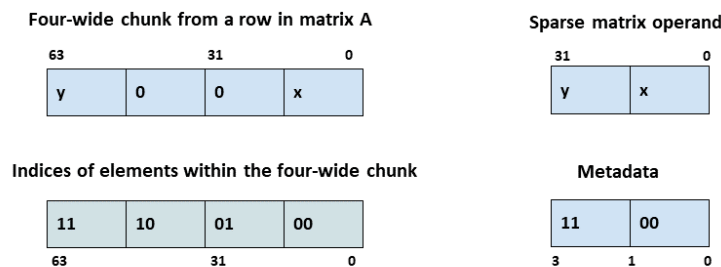 Four-wide chunk from a row in matrix A
63 31 0
y 0 0 x
Sparse matrix operand
31 0
y x
Indices of elements within the four-wide chunk
11 10 01 00
63 31 0
Metadata
11 00
3 1 0